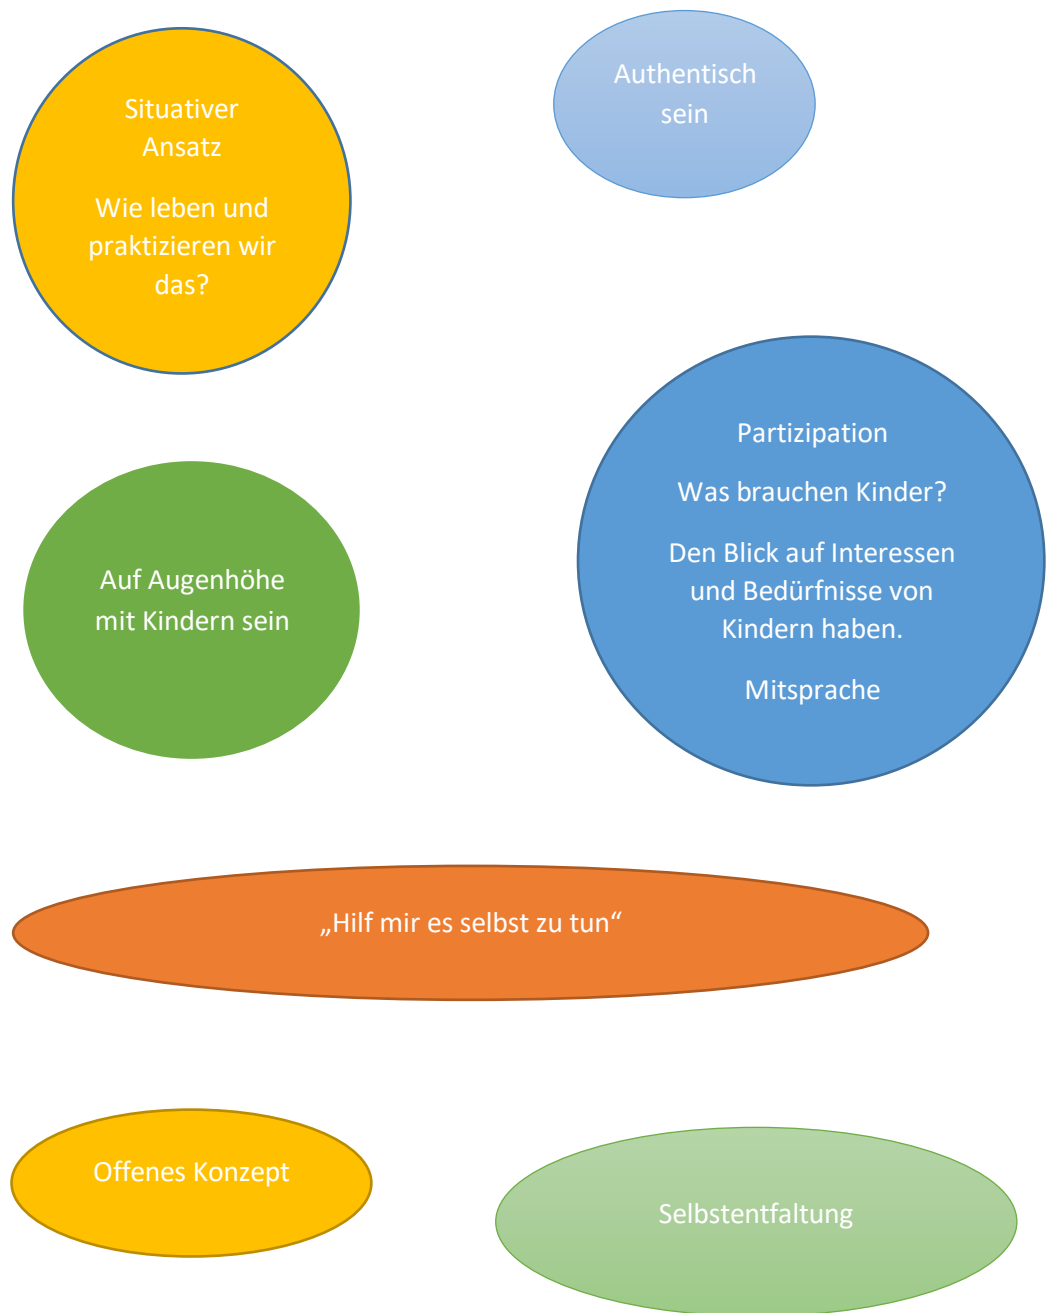 Situativer
Ansatz
Wie leben und
praktizieren wir
das?
Authentisch
sein
Partizipation
Was brauchen Kinder?
Den Blick auf Interessen
und Bedürfnisse von
Kindern haben.
Mitsprache
Auf Augenhöhe
mit Kindern sein
„Hilf mir es selbst zu tun“
Offenes Konzept
Selbstentfaltung